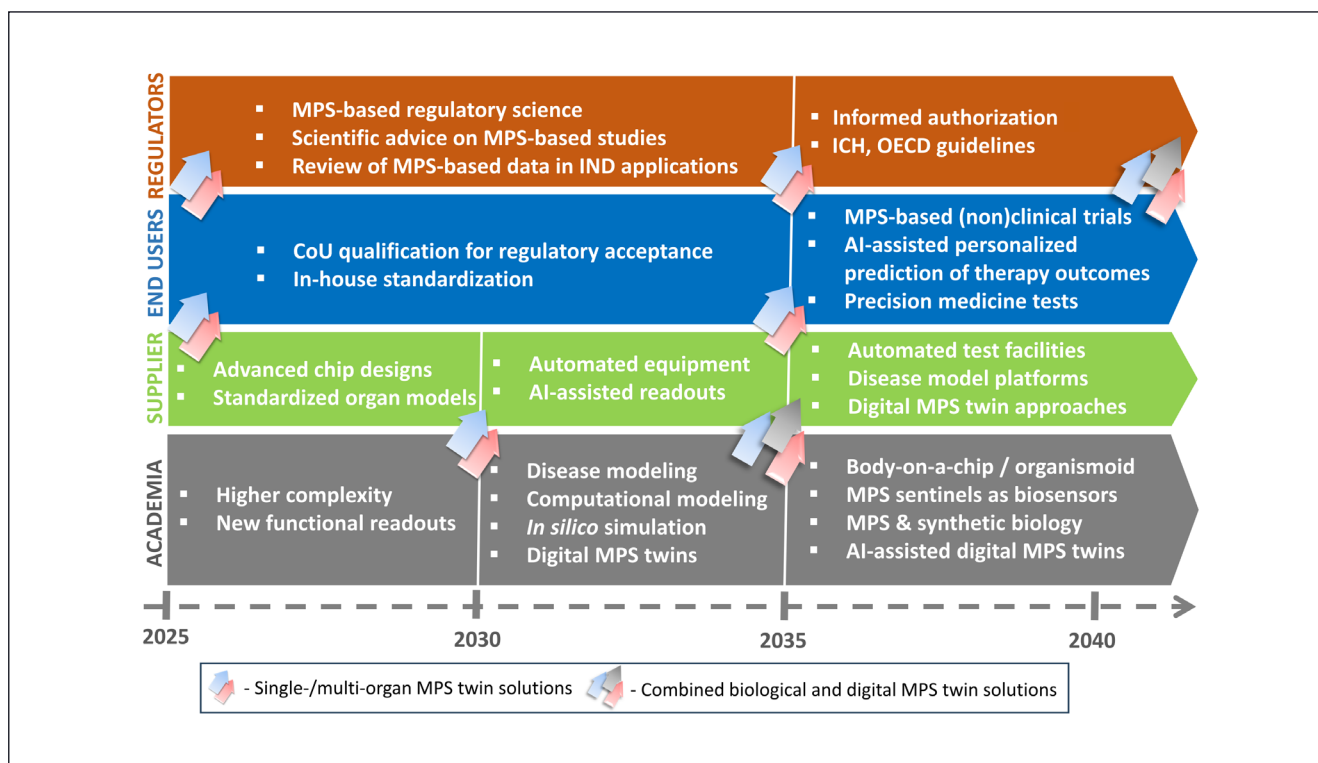 REGULATORS
▪ MPS-based regulatory science
▪ Scientific advice on MPS-based studies
▪ Review of MPS-based data in IND applications
▪ Informed authorization
▪ ICH, OECD guidelines
END USERS
▪ CoU qualification for regulatory acceptance
▪ In-house standardization
▪ MPS-based (non)clinical trials
▪ AI-assisted personalized
prediction of therapy outcomes
▪ Precision medicine tests
SUPPLIER
▪ Advanced chip designs
▪ Standardized organ models
▪ Automated equipment
▪ AI-assisted readouts
▪ Automated test facilities
▪ Disease model platforms
▪ Digital MPS twin approaches
ACADEMIA
▪ Higher complexity
▪ New functional readouts
▪ Disease modeling
▪ Computational modeling
▪ In silico simulation
▪ Digital MPS twins
▪ Body-on-a-chip / organismoid
▪ MPS sentinels as biosensors
▪ MPS & synthetic biology
▪ AI-assisted digital MPS twins
2025
2030
2035
2040
- Single-/multi-organ MPS twin solutions
- Combined biological and digital MPS twin solutions